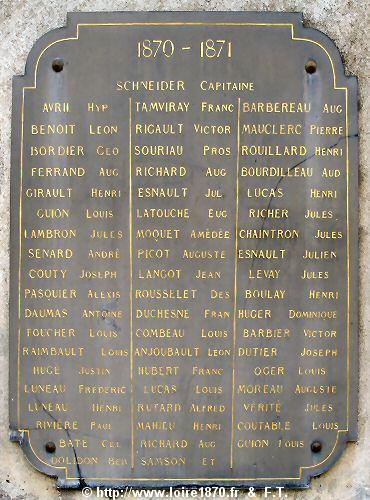 1870 - 1871
SCHNEIDER CAPITAINE
AVRIL HYP TAMVIRAY FRANC BARBEREAU AUG
BENOIT LEON RIGAULT VICTOR MAUCLERC PIERRE
BORDIER GEO SOURIAU PROS ROUILLARD HENRI
FERRAND AUG RICHARD AUG BOURDILLEAU AUD
GIRAULT HENRI ESNAULT JUL LUCAS HENRI
GUION LOUIS LATOUCHE EUG RICHER JULES
LAMBRON JULES MOQUET AMÉDÉE CHAINTRON JULES
SENARD ANDRÉ PICOT AUGUSTE ESNAULT JULIEN
COUTY JOSEPH LANGOT JEAN LEVAY JULES
PASQUIER ALEXIS ROUSSELET DES BOULAY HENRI
DAUMAS ANTOINE DUCHESNE FRAN HUGER DOMINIQUE
FOUCHER LOUIS COMBEAU LOUIS BARBIER VICTOR
RAIMBAULT LOUIS ANJOUBAULT LEON DUTIER JOSEPH
HUGÉ JUSTIN HUBERT FRANC OGER LOUIS
LUNEAU FREDERIC LUCAS LOUIS MOREAU AUGUSTE
LUNEAU HENRI RUTARD ALFRED VERITÉ JULES
RIVIÈRE PAUL MAHIEU HENRI COUTABLE LOUIS
BATÉ CEL RICHARD AUG GUION LOUIS
DOLIDON SAMSON ET
© http://www.loire1870.fr & F.T.